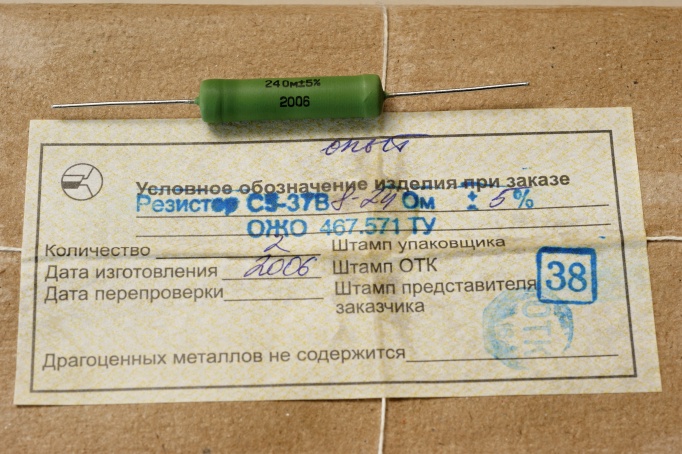 24 Ом±5%
2006
опыт
Условное обозначение изделия при заказе
Резистор С5-37В 8-24 Ом ± 5%
ОЖО 467.571 ТУ
Количество 2 Штамп упаковщика
Дата изготовления 2006 Штамп ОТК
Дата перепроверки Штамп представителя
заказчика
38
ОТК
Драгоценных металлов не содержится